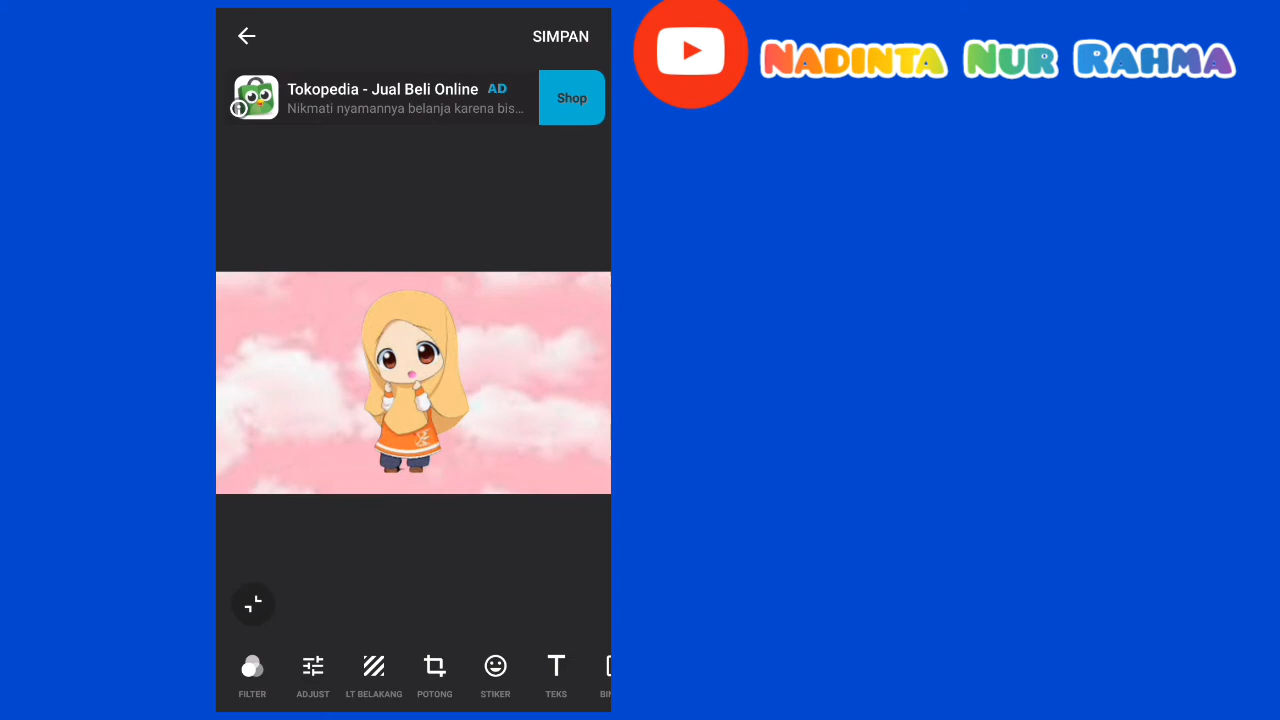 SIMPAN
Tokopedia - Jual Beli Online AD
Nikmati nyamannya belanja karena bis...
Shop
NADINTA NUR RAHMA
FILTER
ADJUST
LT BELAKANG
POTONG
STIKER
TEKS